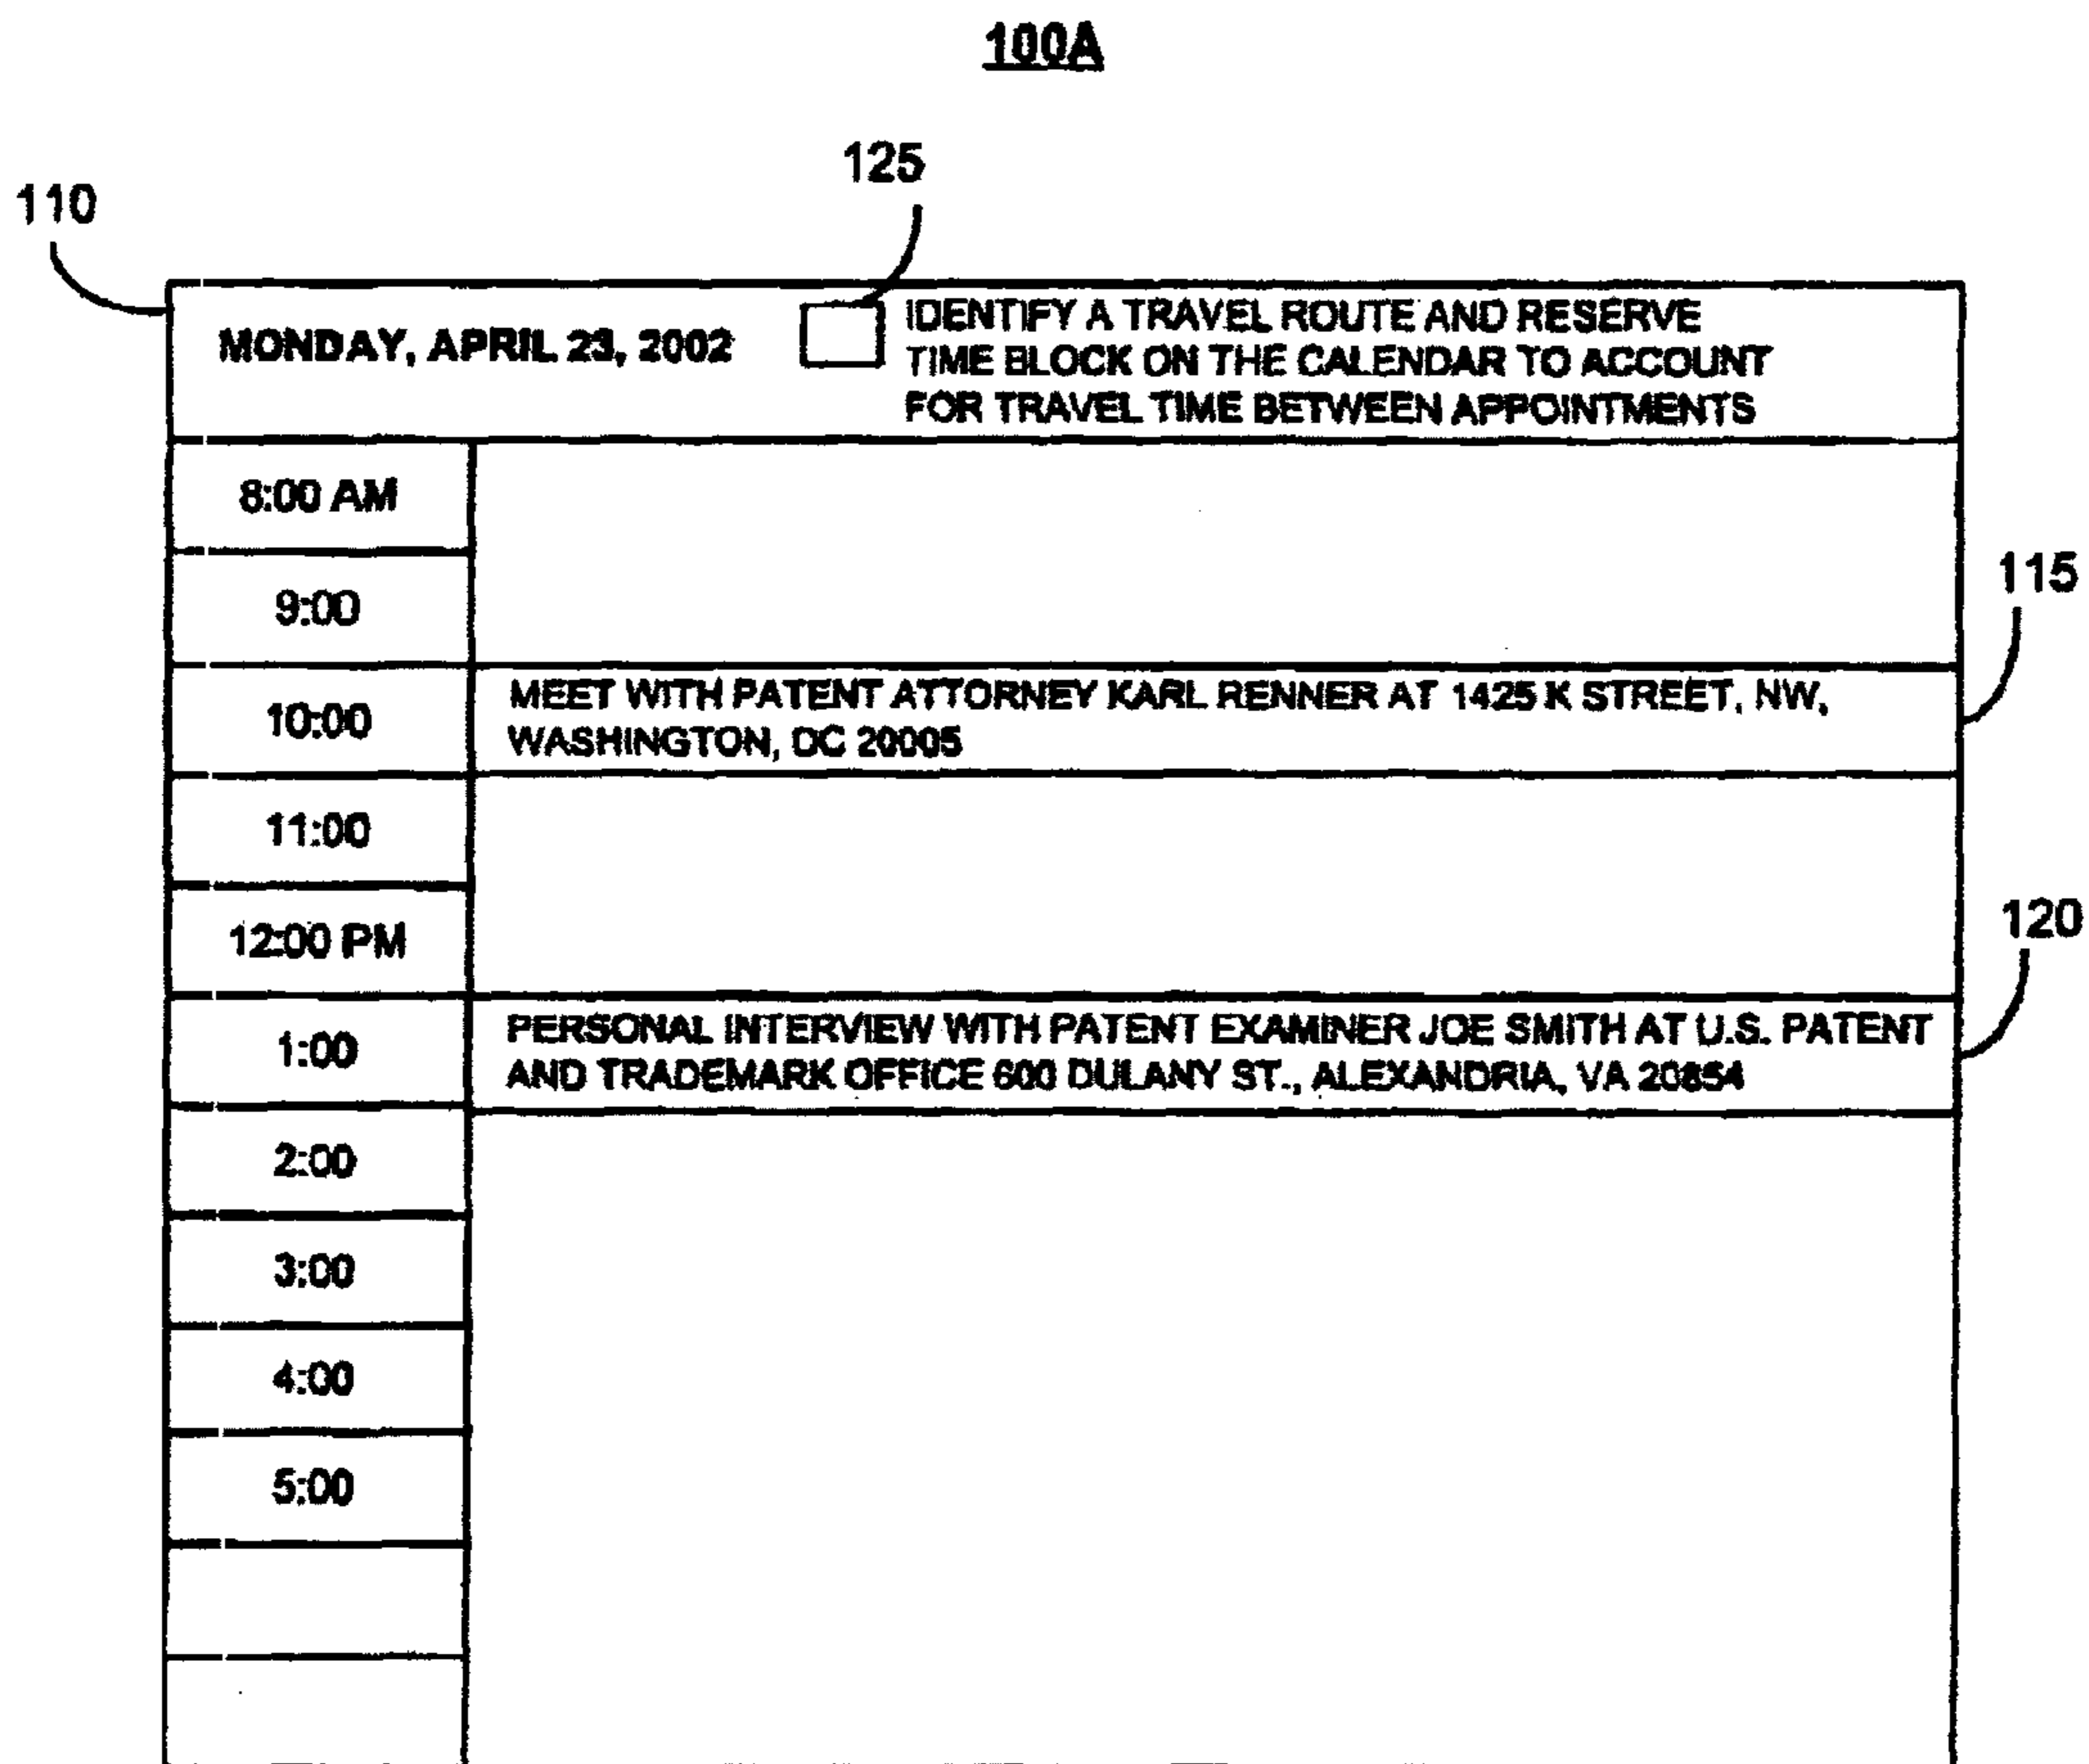 100A
125
110
MONDAY, APRIL 23, 2002
IDENTIFY A TRAVEL ROUTE AND RESERVE
TIME BLOCK ON THE CALENDAR TO ACCOUNT
FOR TRAVEL TIME BETWEEN APPOINTMENTS
8:00 AM
9:00
115
10:00
MEET WITH PATENT ATTORNEY KARL RENNER AT 1425 K STREET, NW,
WASHINGTON, DC 20005
11:00
12:00 PM
120
1:00
PERSONAL INTERVIEW WITH PATENT EXAMINER JOE SMITH AT U.S. PATENT
AND TRADEMARK OFFICE 600 DULANY ST., ALEXANDRIA, VA 20854
2:00
3:00
4:00
5:00